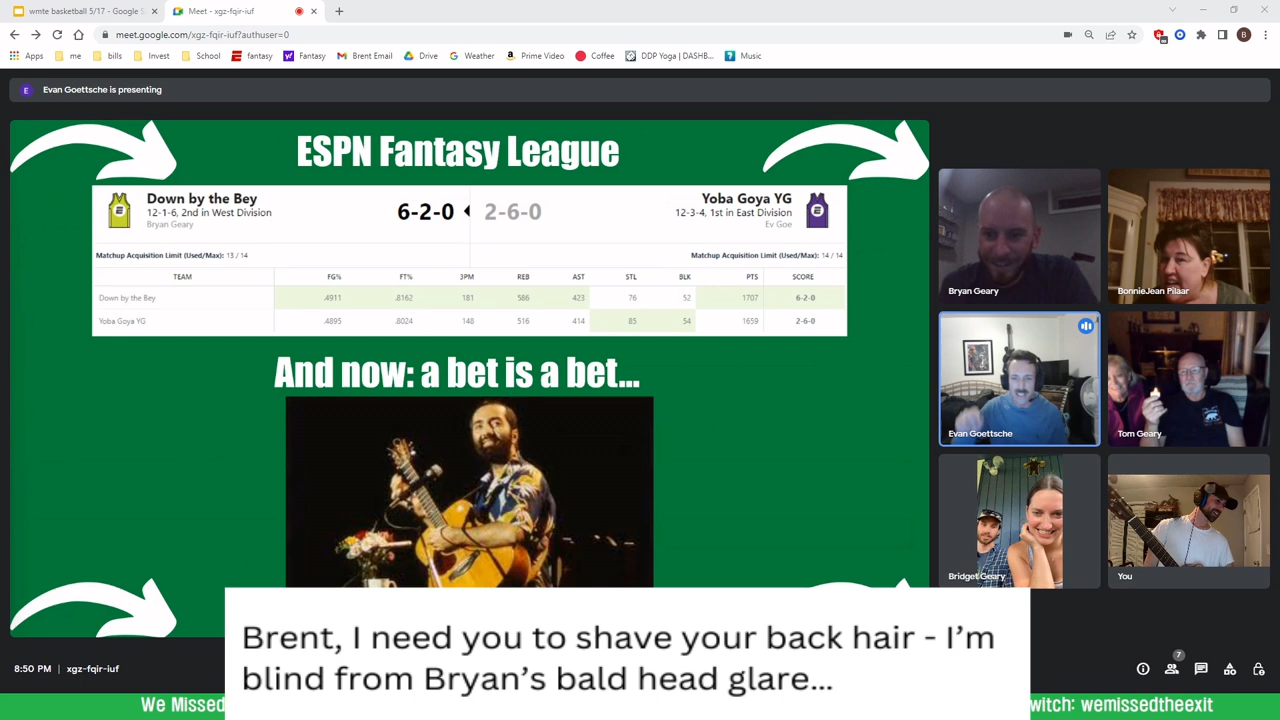 wmte basketball 5/17 - Google S
Meet - xgz-fqir-iuf
meet.google.com/xgz-fqir-iuf?authuser=0
B
Apps me bills Invest School fantasy Fantasy Brent Email Drive Weather Prime Video Coffee DDP Yoga | DASHB... Music
E Evan Goettsche is presenting
ESPN Fantasy League
Down by the Bey
12-1-6, 2nd in West Division
Bryan Geary
6-2-0 2-6-0
Yoba Goya YG
12-3-4, 1st in East Division
Ev Goe
Matchup Acquisition Limit (Used/Max): 13 / 14 Matchup Acquisition Limit (Used/Max): 14 / 14
TEAM FG% FT% 3PM REB AST STL BLK PTS SCORE
Down by the Bey .4911 .8162 181 586 423 76 52 1707 6-2-0
Yoba Goya YG .4895 .8024 148 516 414 85 54 1659 2-6-0
And now: a bet is a bet...
Bryan Geary
BonnieJean Pilaar
Evan Goettsche
Tom Geary
Bridget Geary
You
Brent, I need you to shave your back hair - I'm
blind from Bryan's bald head glare...
8:50 PM | xgz-fqir-iuf
7
We Missed
witch: wemissedtheexit